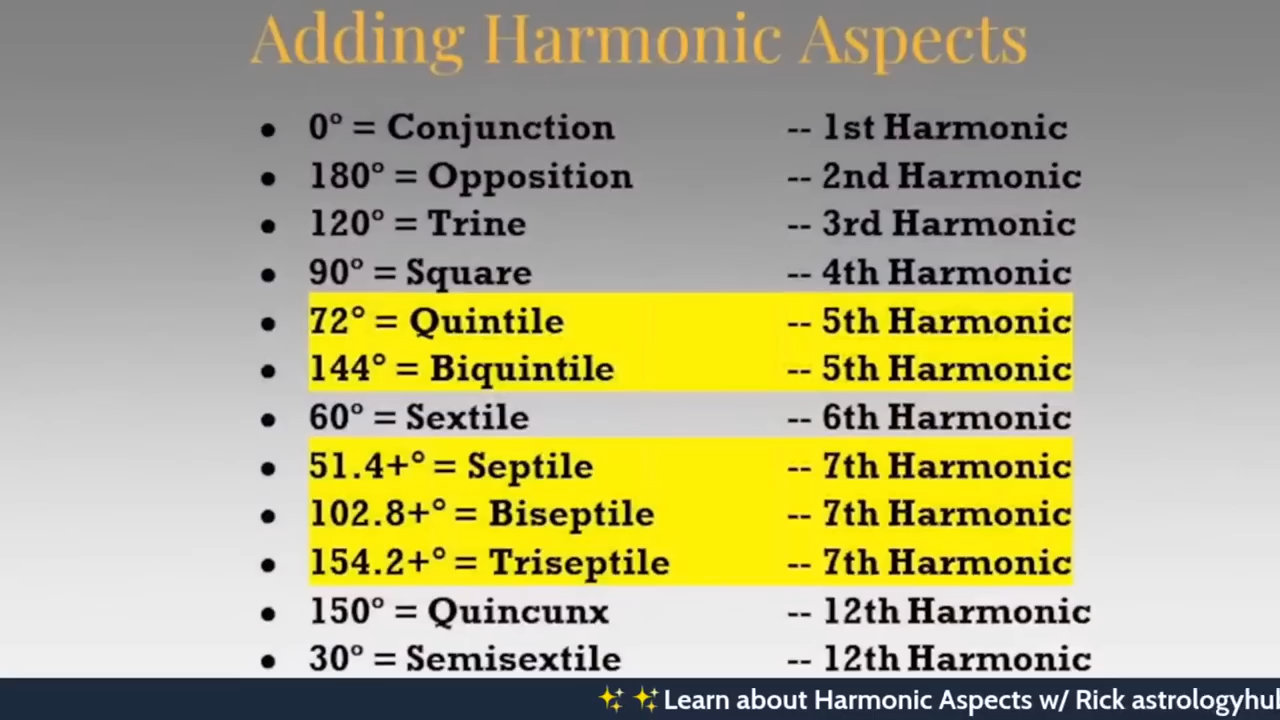 Adding Harmonic Aspects
• 0° = Conjunction -- 1st Harmonic
• 180° = Opposition -- 2nd Harmonic
• 120° = Trine -- 3rd Harmonic
• 90° = Square -- 4th Harmonic
• 72° = Quintile -- 5th Harmonic
• 144° = Biquintile -- 5th Harmonic
• 60° = Sextile -- 6th Harmonic
• 51.4+° = Septile -- 7th Harmonic
• 102.8+° = Biseptile -- 7th Harmonic
• 154.2+° = Triseptile -- 7th Harmonic
• 150° = Quincunx -- 12th Harmonic
• 30° = Semisextile -- 12th Harmonic
✨ ✨ Learn about Harmonic Aspects w/ Rick astrologyhu